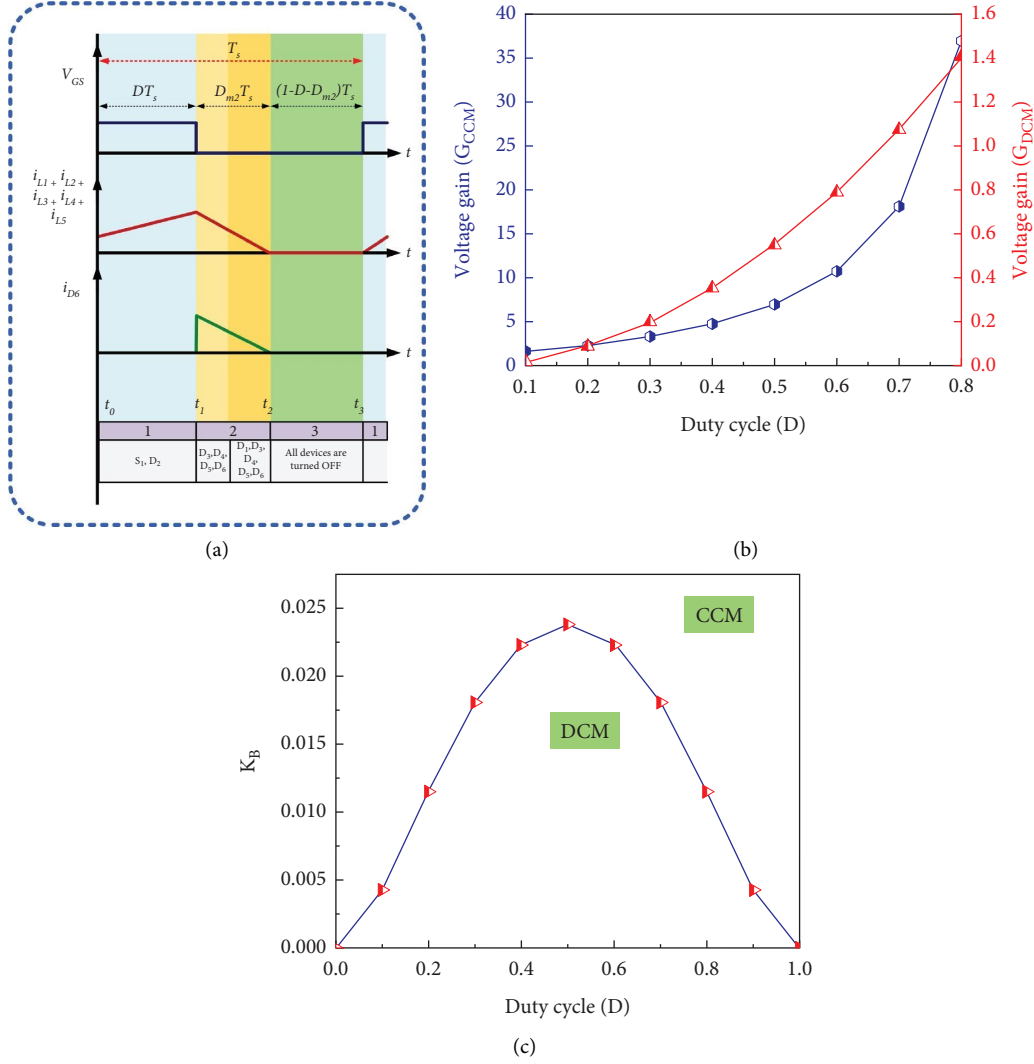 T_s
V_GS
DT_s
D_m2T_s
(1-D-D_m2)T_s
t
i_L1 + i_L2 +
i_L3 + i_L4 +
i_L5
t
i_D6
t
t_0
t_1
t_2
t_3
1
2
3
1
S_1, D_2
D_3,D_4,
D_5,D_6
D_1,D_3,
D_4,
D_5,D_6
All devices are
turned OFF
(a)
40
35
30
25
20
15
10
5
0
Voltage gain (G_CCM)
1.6
1.4
1.2
1.0
0.8
0.6
0.4
0.2
0.0
Voltage gain (G_DCM)
0.1
0.2
0.3
0.4
0.5
0.6
0.7
0.8
Duty cycle (D)
(b)
0.025
0.020
0.015
0.010
0.005
0.000
K_B
CCM
DCM
0.0
0.2
0.4
0.6
0.8
1.0
Duty cycle (D)
(c)